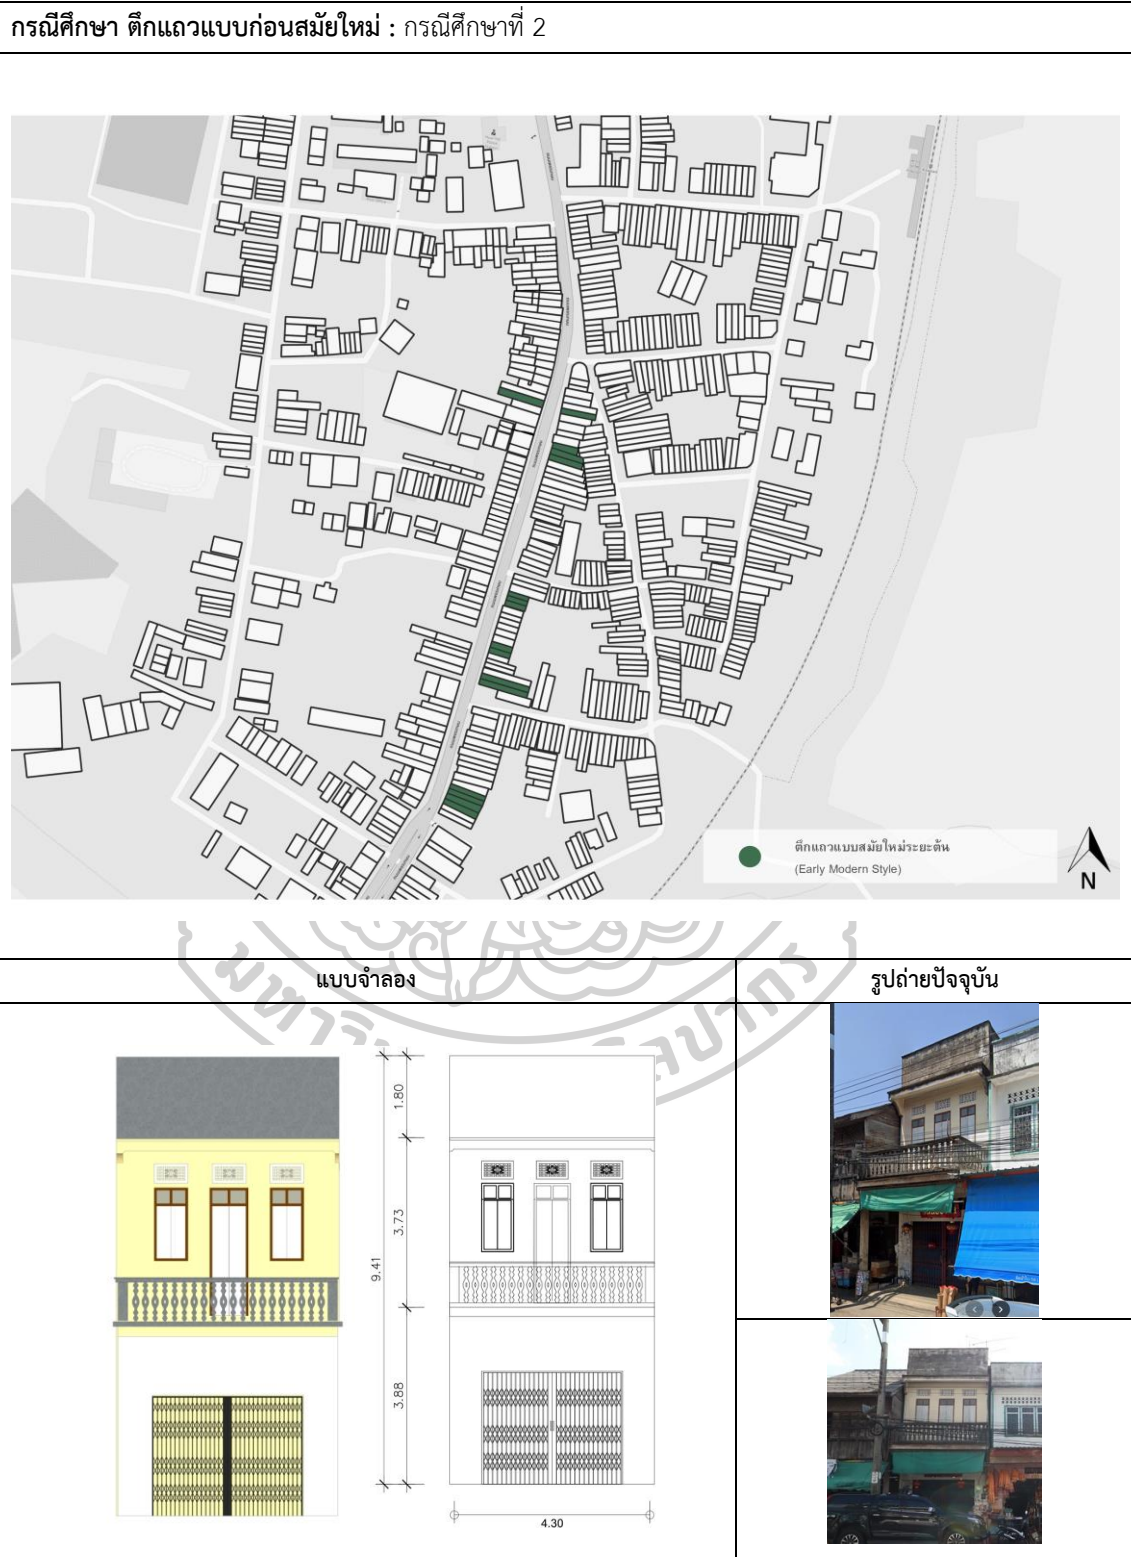 กรณีศึกษา ตึกแถวแบบก่อนสมัยใหม่ : กรณีศึกษาที่ 2
ตึกแถวแบบสมัยใหม่ระยะต้น
(Early Modern Style)
N
แบบจำลอง
รูปถ่ายปัจจุบัน
1.80
3.73
9.41
3.88
4.30